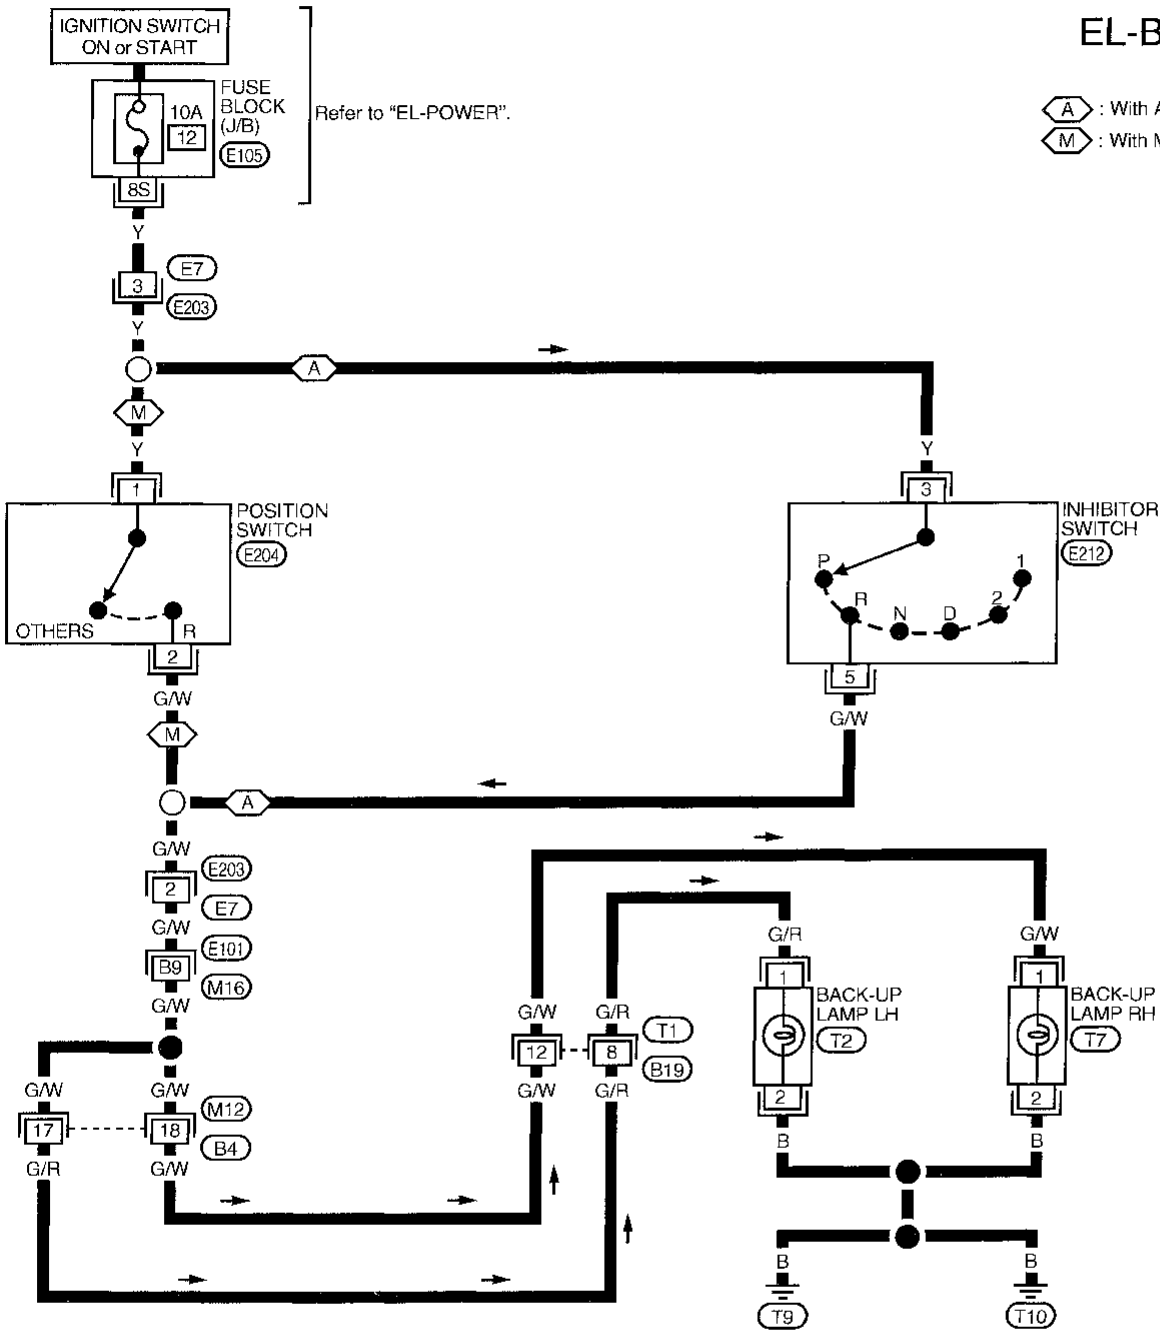 IGNITION SWITCH
ON or START
EL-B
FUSE
BLOCK
(J/B)
10A
12
E105
Refer to "EL-POWER".
A : With A
M : With M
8S
Y
E7
3
E203
Y
A
M
Y
Y
1
3
POSITION
SWITCH
E204
INHIBITOR
SWITCH
E212
P
R
N
D
2
1
OTHERS
R
2
5
G/W
G/W
M
A
G/W
E203
2
E7
G/W
E101
B9
M16
G/W
G/R
G/W
1
1
BACK-UP
LAMP LH
T2
BACK-UP
LAMP RH
T7
G/W
G/R
T1
12
8
B19
G/W
G/R
G/W
G/W
M12
17
18
B4
G/R
G/W
2
2
B
B
B
B
T9
T10